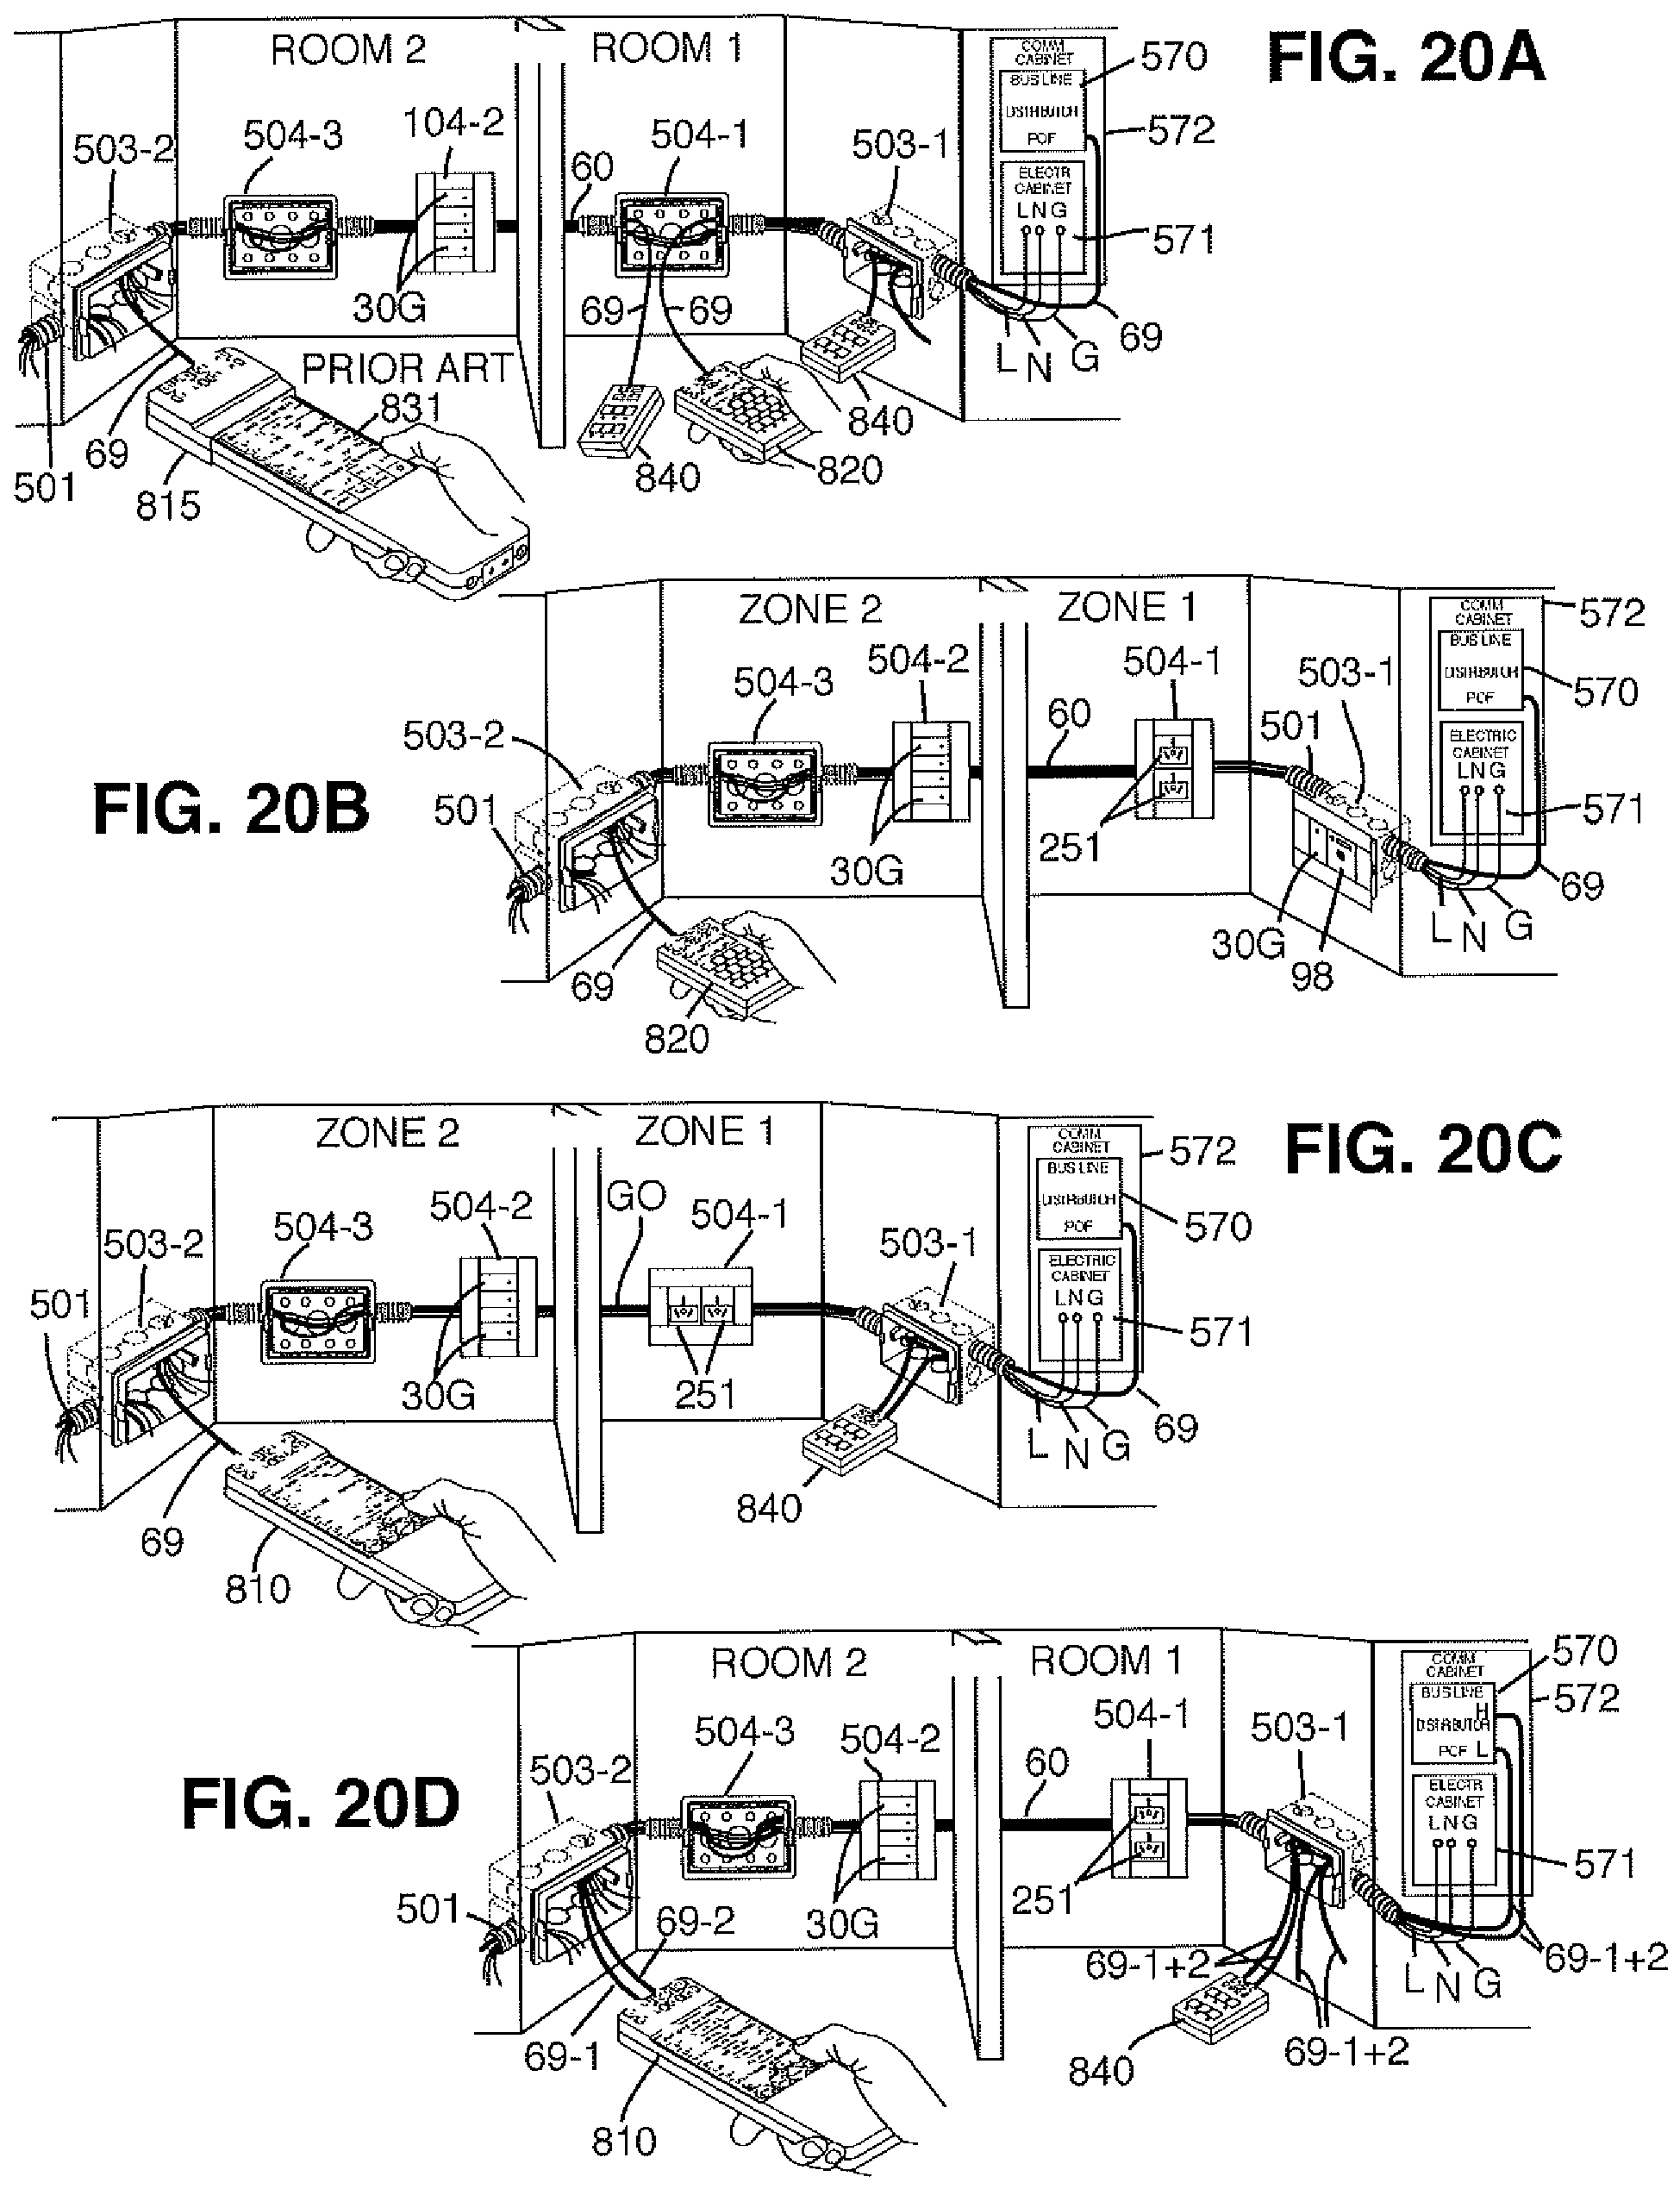 FIG. 20A
ROOM 2
ROOM 1
COMM
CABINET
BUS LINE
DISTRIBUTOR
POF
ELECTR
CABINET
L N G
570
572
571
503-2
504-3
104-2
504-1
503-1
60
30G
69
69
L
N
G
69
PRIOR ART
831
840
840
820
69
501
815
FIG. 20B
ZONE 2
ZONE 1
COMM
CABINET
BUS LINE
DISTRIBUTOR
POF
ELECTRIC
CABINET
LNG
572
570
571
503-2
504-3
504-2
504-1
503-1
60
501
501
30G
251
30G
98
L
N
G
69
69
820
FIG. 20C
ZONE 2
ZONE 1
COMM
CABINET
BUS LINE
DISTRIBUTOR
POF
ELECTRIC
CABINET
LNG
572
570
571
503-2
504-3
504-2
GO
504-1
503-1
501
30G
251
L
N
G
69
840
69
810
FIG. 20D
ROOM 2
ROOM 1
COMM
CABINET
BUS LINE
H
DISTRIBUTOR
POF L
ELECTR
CABINET
L N G
570
572
571
503-2
504-3
504-2
504-1
503-1
60
501
69-2
30G
251
69-1+2
L
N
G
69-1+2
69-1
840
69-1+2
810